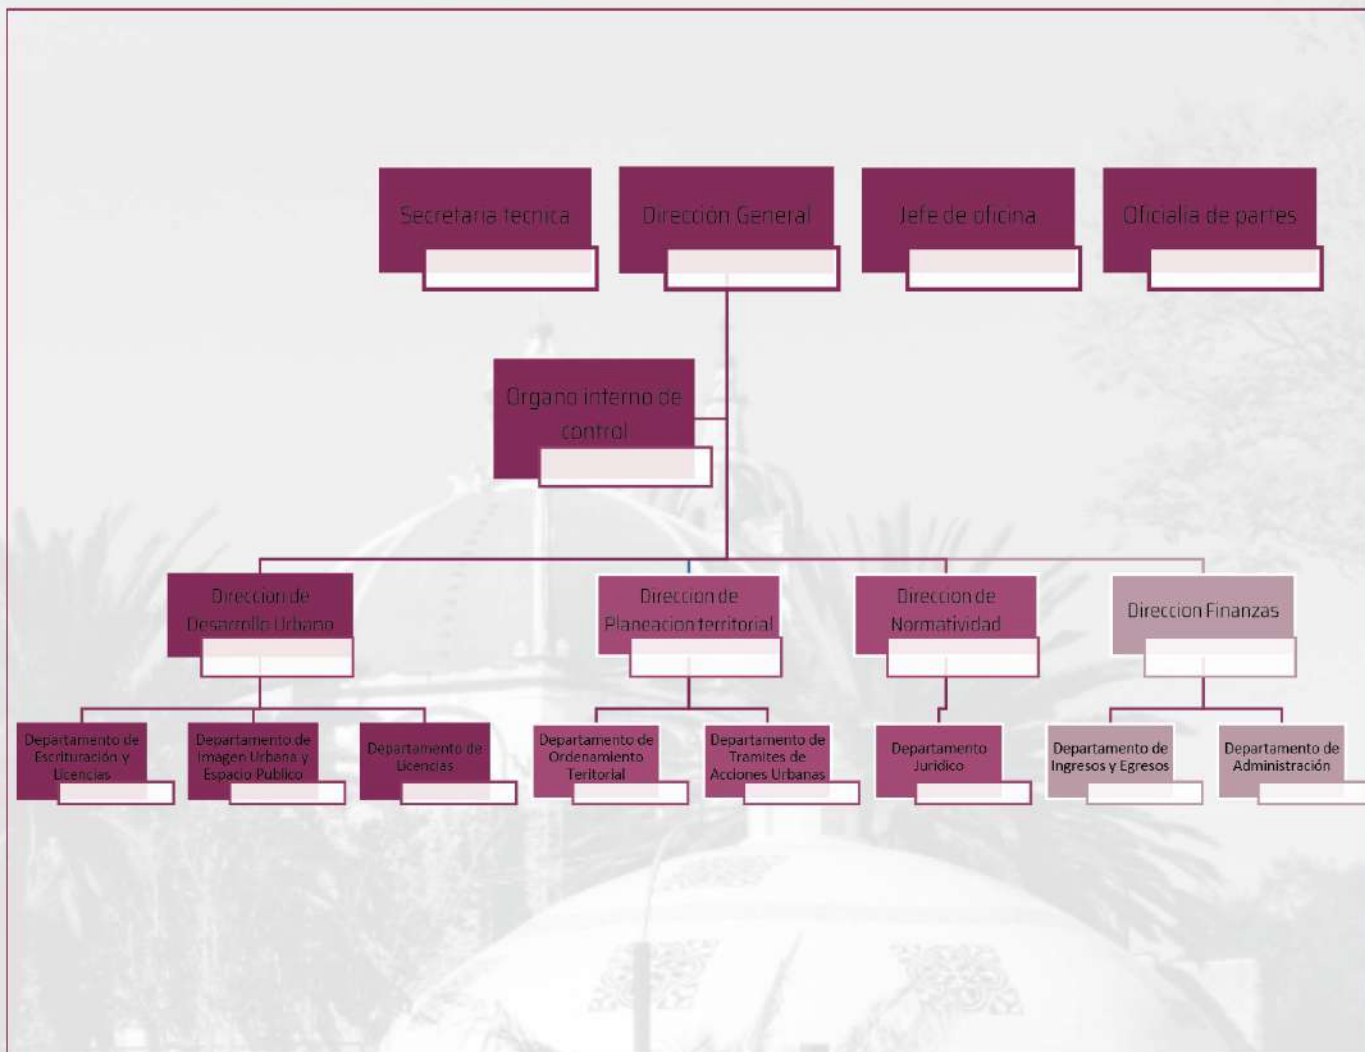 Secretaria tecnica
Dirección General
Jefe de oficina
Oficialia de partes
Organo interno de
control
Direccion de
Desarrollo Urbano
Direccion de
Planeacion territorial
Direccion de
Normatividad
Direccion Finanzas
Departamento de
Escrituración y
Licencias
Departamento de
Imagen Urbana y
Espacio Publico
Departamento de
Licencias
Departamento de
Ordenamiento
Teritorial
Departamento de
Tramites de
Acciones Urbanas
Departamento
Juridico
Departamento de
Ingresos y Egresos
Departamento de
Administración